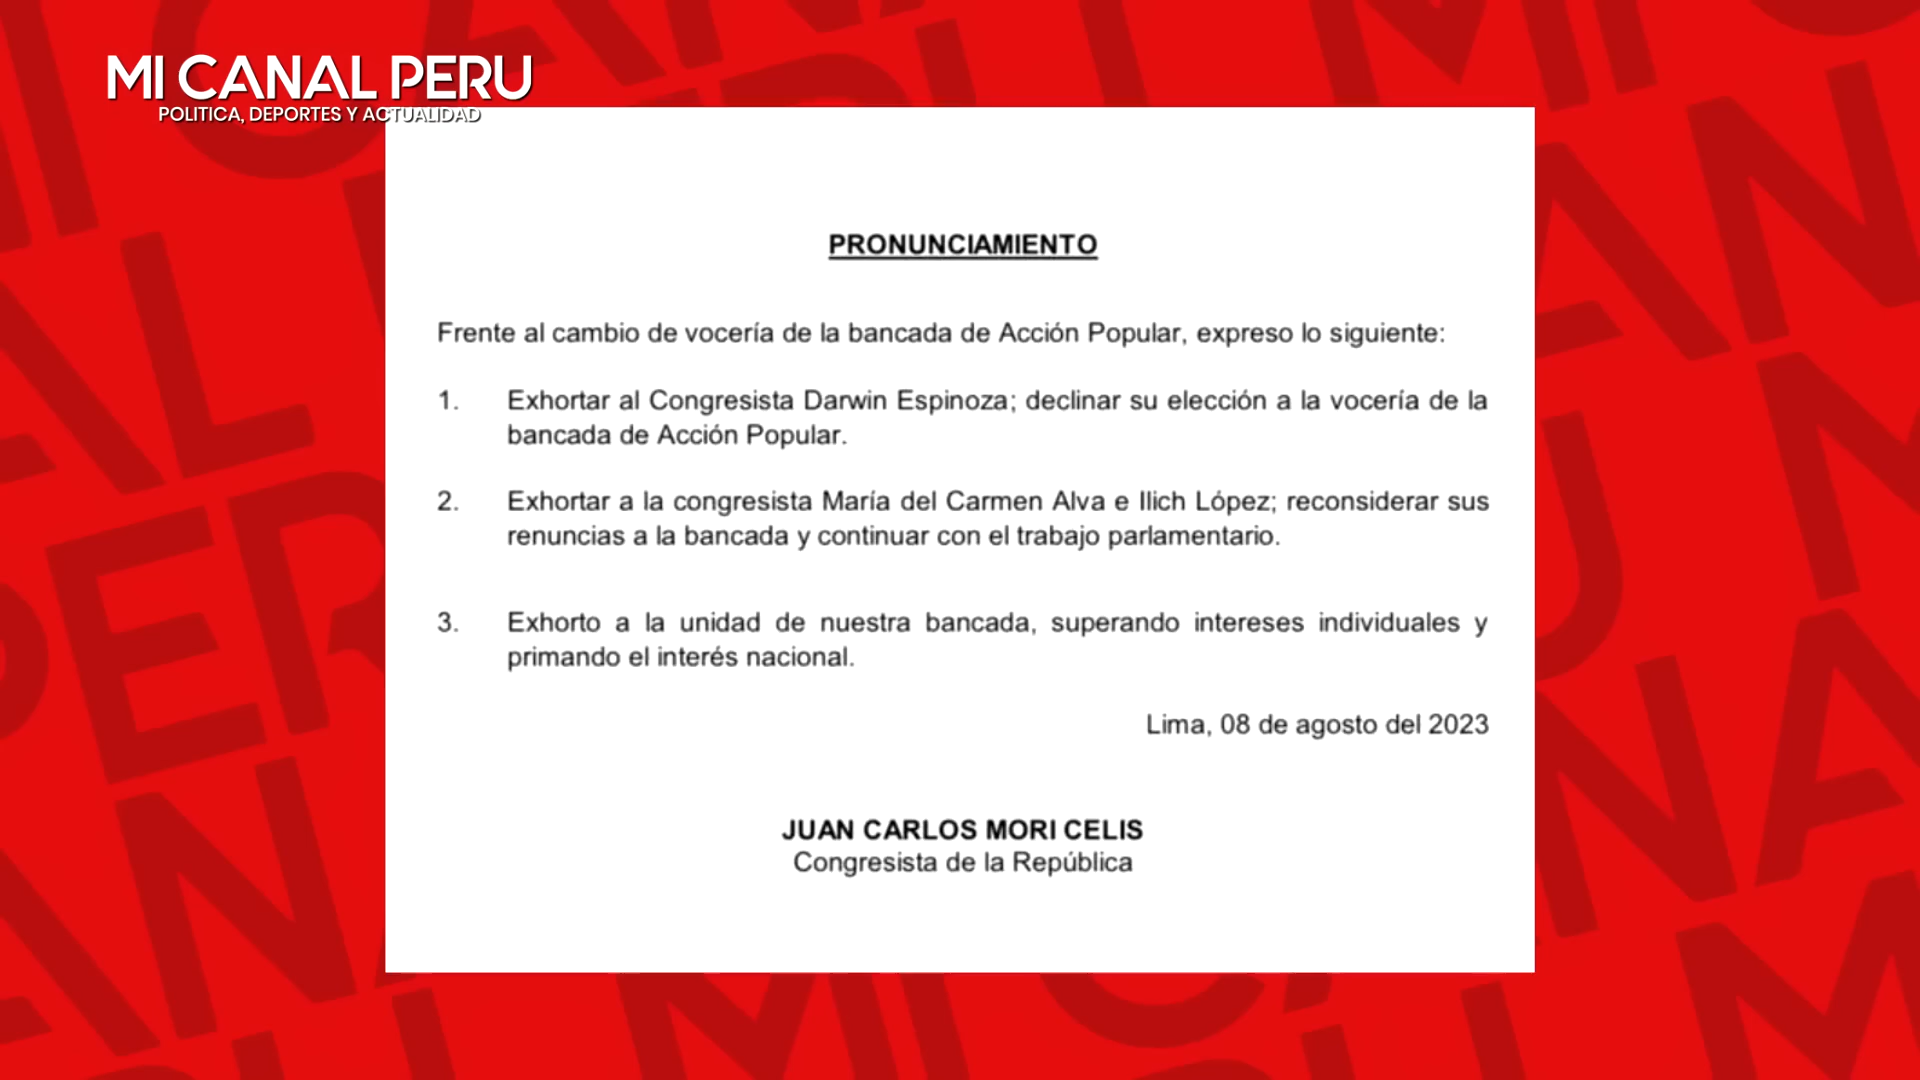 MI CANAL PERU
POLITICA, DEPORTES Y ACTUALIDAD
PRONUNCIAMIENTO
Frente al cambio de vocería de la bancada de Acción Popular, expreso lo siguiente:
1. Exhortar al Congresista Darwin Espinoza; declinar su elección a la vocería de la
bancada de Acción Popular.
2. Exhortar a la congresista María del Carmen Alva e Ilich López; reconsiderar sus
renuncias a la bancada y continuar con el trabajo parlamentario.
3. Exhorto a la unidad de nuestra bancada, superando intereses individuales y
primando el interés nacional.
Lima, 08 de agosto del 2023
JUAN CARLOS MORI CELIS
Congresista de la República